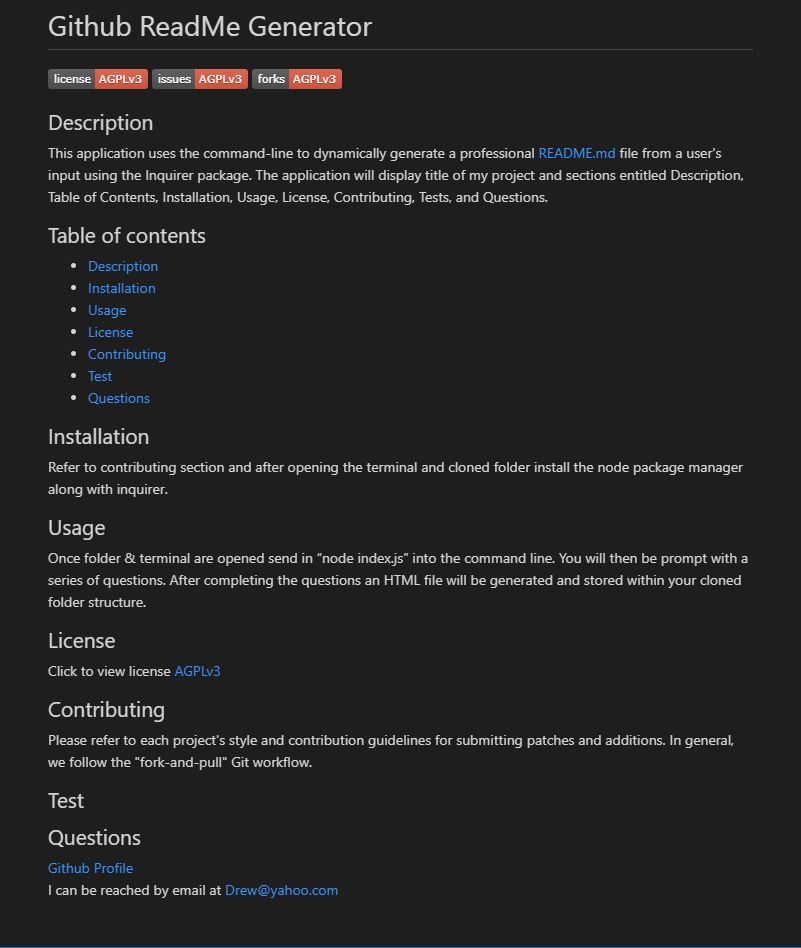 Github ReadMe Generator
license AGPLv3 issues AGPLv3 forks AGPLv3
Description
This application uses the command-line to dynamically generate a professional README.md file from a user's
input using the Inquirer package. The application will display title of my project and sections entitled Description,
Table of Contents, Installation, Usage, License, Contributing, Tests, and Questions.
Table of contents
• Description
• Installation
• Usage
• License
• Contributing
• Test
• Questions
Installation
Refer to contributing section and after opening the terminal and cloned folder install the node package manager
along with inquirer.
Usage
Once folder & terminal are opened send in “node index.js” into the command line. You will then be prompt with a
series of questions. After completing the questions an HTML file will be generated and stored within your cloned
folder structure.
License
Click to view license AGPLv3
Contributing
Please refer to each project's style and contribution guidelines for submitting patches and additions. In general,
we follow the "fork-and-pull" Git workflow.
Test
Questions
Github Profile
I can be reached by email at Drew@yahoo.com